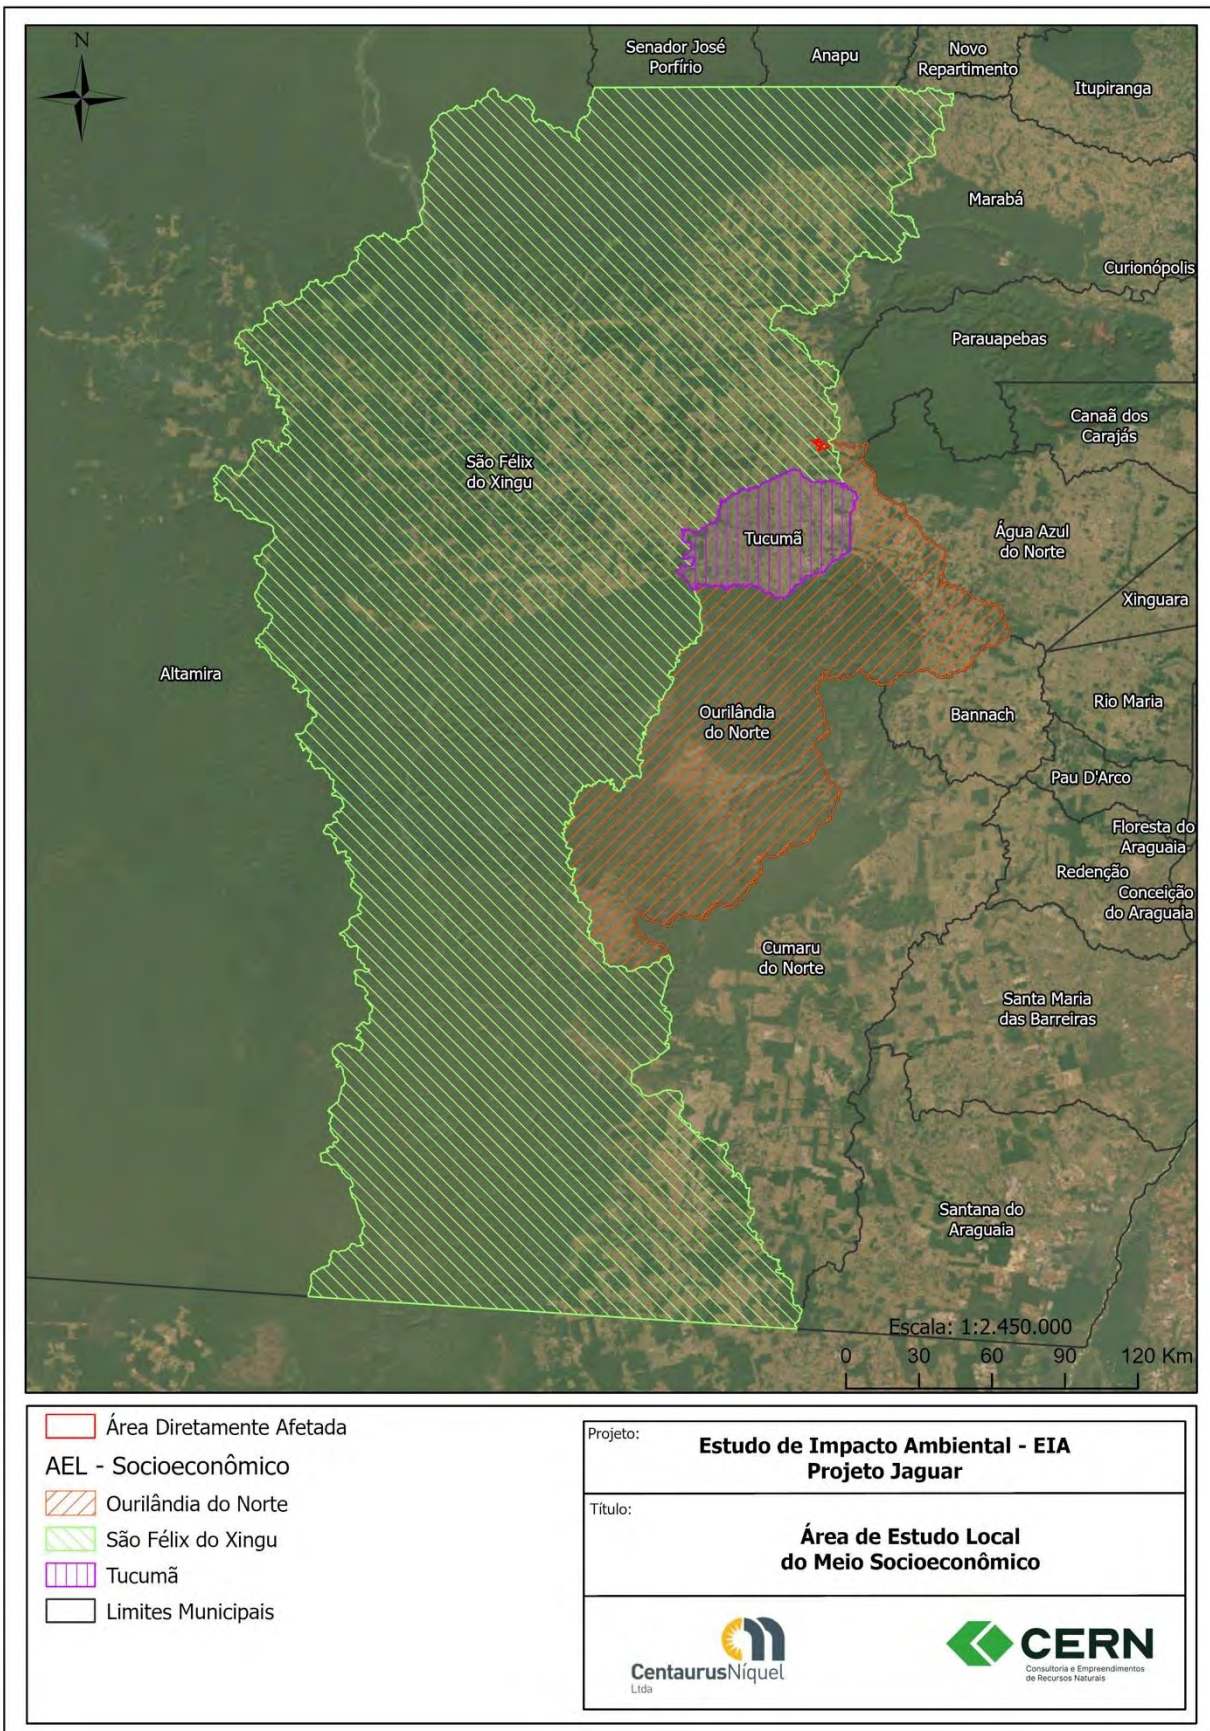 N
Senador José
Porfírio
Anapu
Novo
Repartimento
Itupiranga
Marabá
Curionópolis
Parauapebas
Canaã dos
Carajás
São Félix
do Xingu
Tucumã
Água Azul
do Norte
Xinguara
Altamira
Ourilândia
do Norte
Bannach
Rio Maria
Pau D'Arco
Floresta do
Araguaia
Redenção
Conceição
do Araguaia
Cumaru
do Norte
Santa Maria
das Barreiras
Santana do
Araguaia
Escala: 1:2.450.000
0 30 60 90 120 Km
Área Diretamente Afetada
AEL - Socioeconômico
Ourilândia do Norte
São Félix do Xingu
Tucumã
Limites Municipais
Projeto:
Estudo de Impacto Ambiental - EIA
Projeto Jaguar
Título:
Área de Estudo Local
do Meio Socioeconômico
CentaurusNíquel
Ltda
CERN
Consultoria e Empreendimentos
de Recursos Naturais